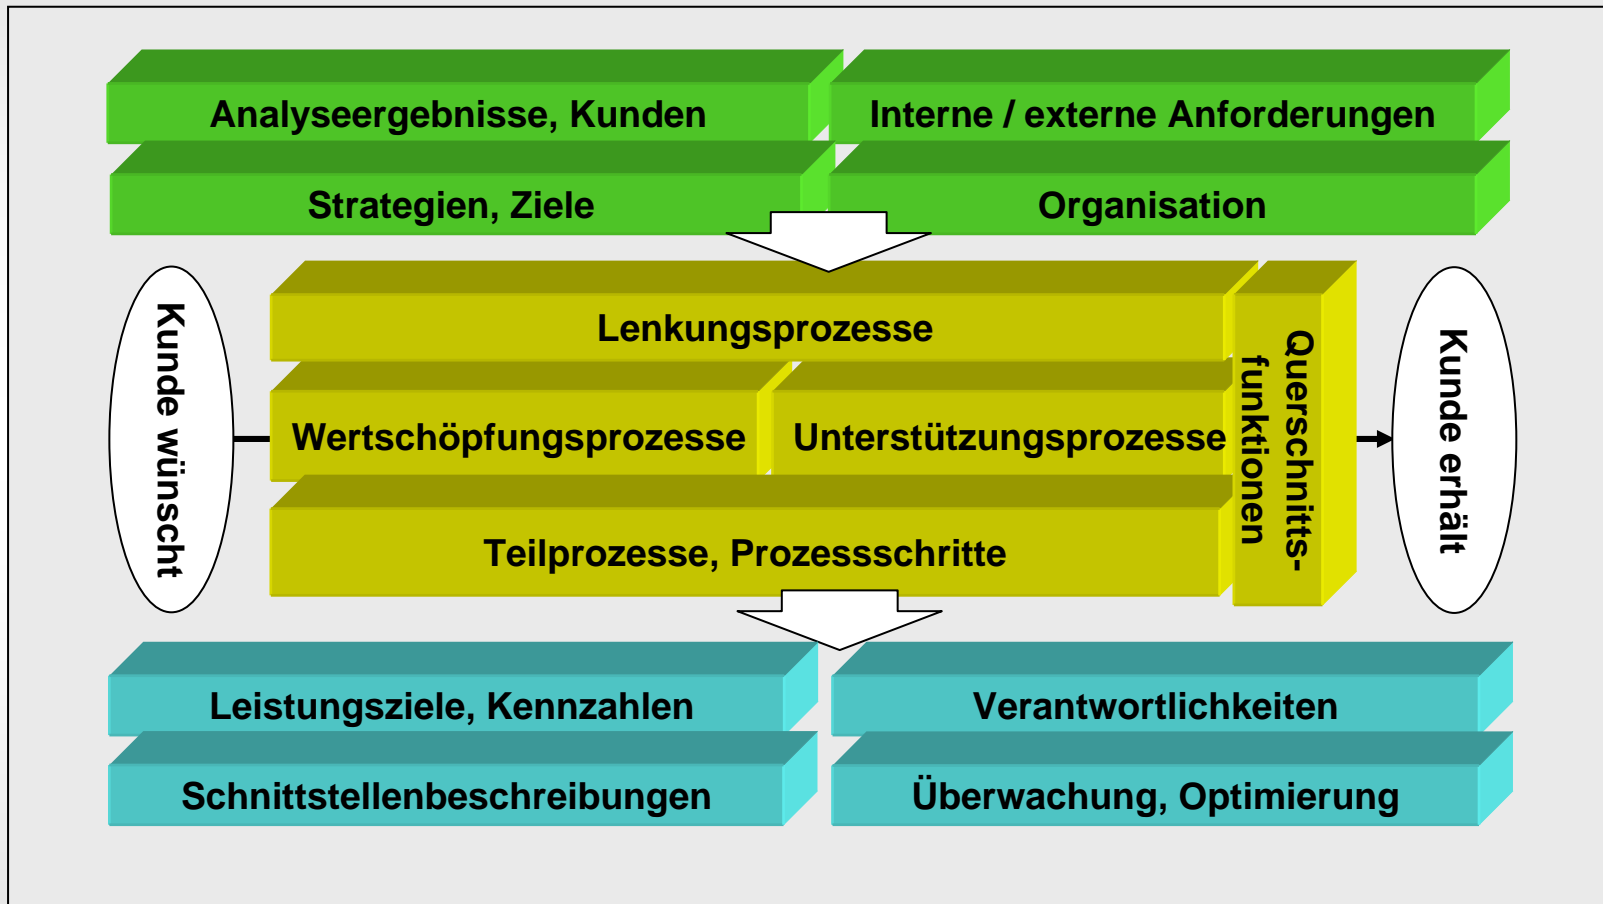 Analyseergebnisse, Kunden
Interne / externe Anforderungen
Strategien, Ziele
Organisation
Kunde wünscht
Lenkungsprozesse
Wertschöpfungsprozesse
Unterstützungsprozesse
Teilprozesse, Prozessschritte
Querschnitts-
funktionen
Kunde erhält
Leistungsziele, Kennzahlen
Verantwortlichkeiten
Schnittstellenbeschreibungen
Überwachung, Optimierung